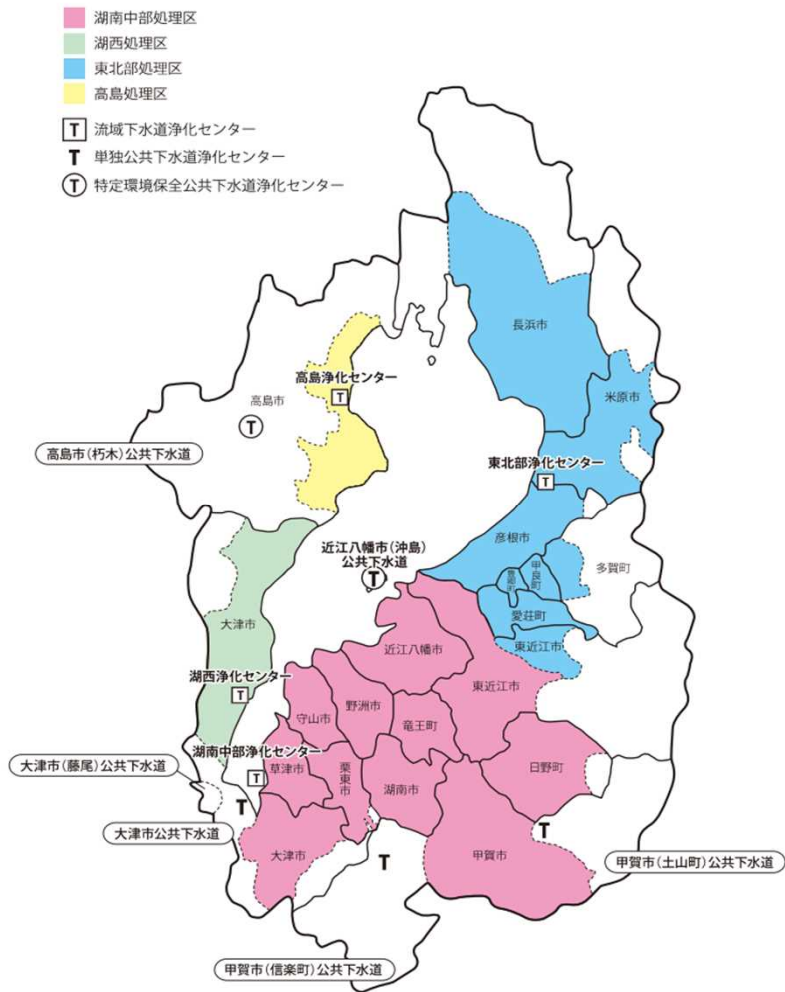 湖南中部処理区
湖西処理区
東北部処理区
高島処理区
T 流域下水道浄化センター
T 単独公共下水道浄化センター
T 特定環境保全公共下水道浄化センター
長浜市
米原市
高島浄化センター
T
高島市
T
高島市(朽木)公共下水道
東北部浄化センター
T
彦根市
多賀町
甲良町
豊郷町
愛荘町
東近江市
近江八幡市(沖島)
公共下水道
T
大津市
近江八幡市
東近江市
湖西浄化センター
T
野洲市
守山市
竜王町
湖南中部浄化センター
T
草津市
栗東市
湖南市
日野町
大津市(藤尾)公共下水道
T
大津市公共下水道
大津市
T
甲賀市
T
甲賀市(土山町)公共下水道
甲賀市(信楽町)公共下水道